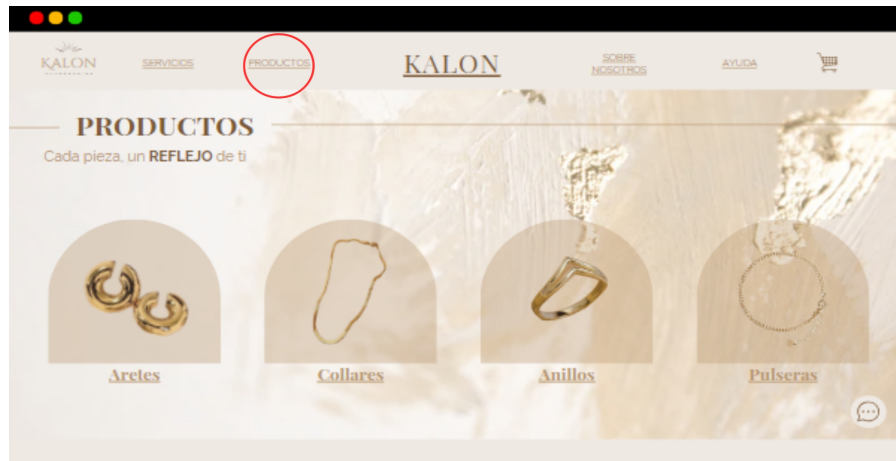 KALON
SERVICIOS
PRODUCTOS
KALON
SOBRE
NOSOTROS
AYUDA
PRODUCTOS
Cada pieza, un REFLEJO de ti
Aretes
Collares
Anillos
Pulseras